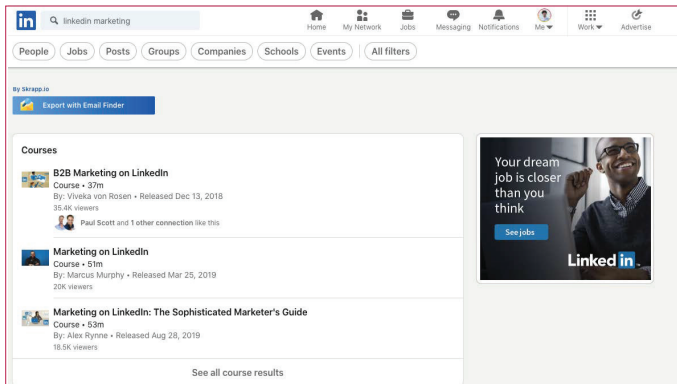 in
linkedin marketing
Home
My Network
Jobs
Messaging
Notifications
Me
Work
Advertise
People
Jobs
Posts
Groups
Companies
Schools
Events
All filters
By Skrapp.io
Export with Email Finder
Courses
B2B Marketing on LinkedIn
Course • 37m
By: Viveka von Rosen • Released Dec 13, 2018
35.4K viewers
Paul Scott and 1 other connection like this
Marketing on LinkedIn
Course • 51m
By: Marcus Murphy • Released Mar 25, 2019
20K viewers
Marketing on LinkedIn: The Sophisticated Marketer's Guide
Course • 53m
By: Alex Rynne • Released Aug 28, 2019
18.5K viewers
See all course results
Your dream
job is closer
than you
think
See jobs
Linked in